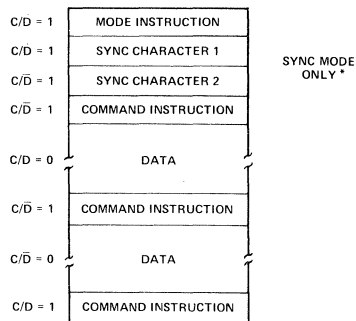 C/D̅ = 1 MODE INSTRUCTION
C/D̅ = 1 SYNC CHARACTER 1
SYNC MODE
ONLY *
C/D̅ = 1 SYNC CHARACTER 2
C/D̅ = 1 COMMAND INSTRUCTION
C/D̅ = 0 DATA
C/D̅ = 1 COMMAND INSTRUCTION
C/D̅ = 0 DATA
C/D = 1 COMMAND INSTRUCTION